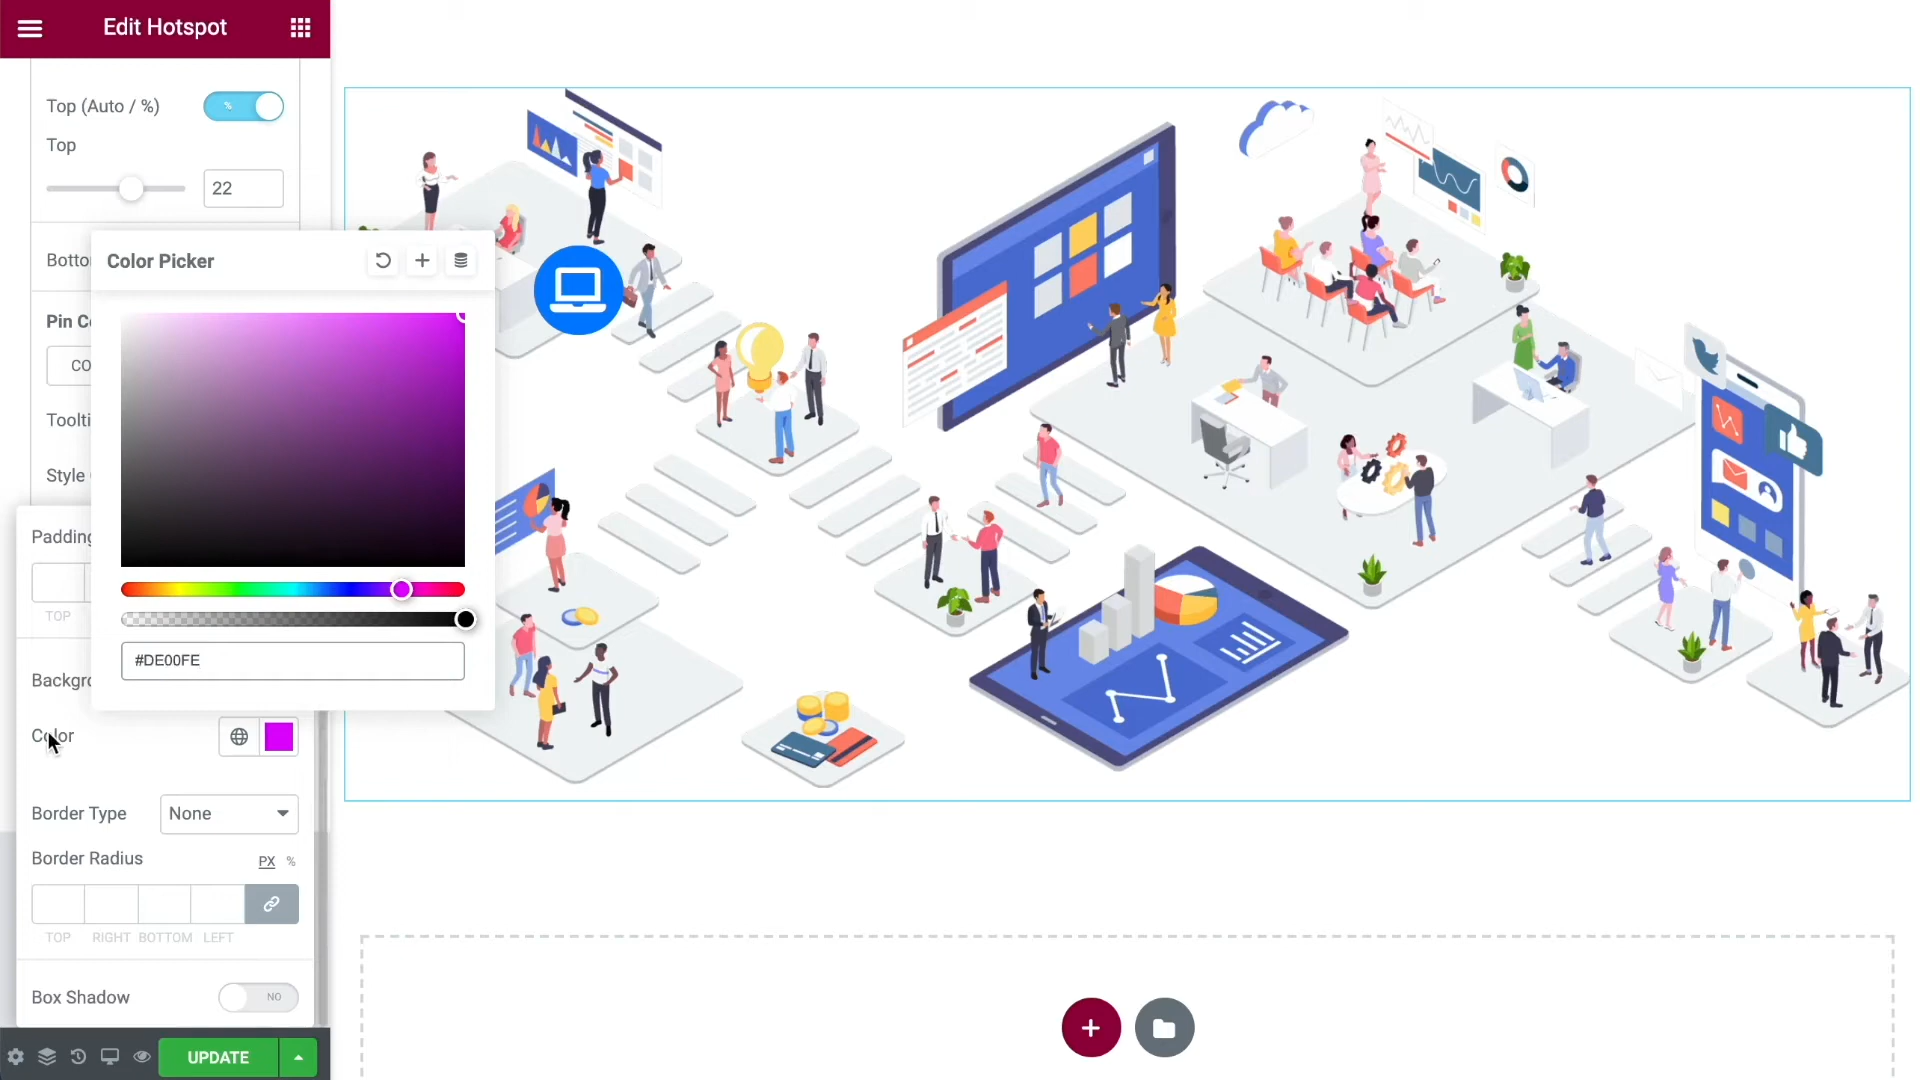 Edit Hotspot
Top (Auto / %)
%
Top
22
Botto
Color Picker
Pin C
CO
Toolti
Style
Padding
TOP
#DE00FE
Backgro
Color
Border Type
None
Border Radius
PX %
TOP RIGHT BOTTOM LEFT
Box Shadow
NO
UPDATE